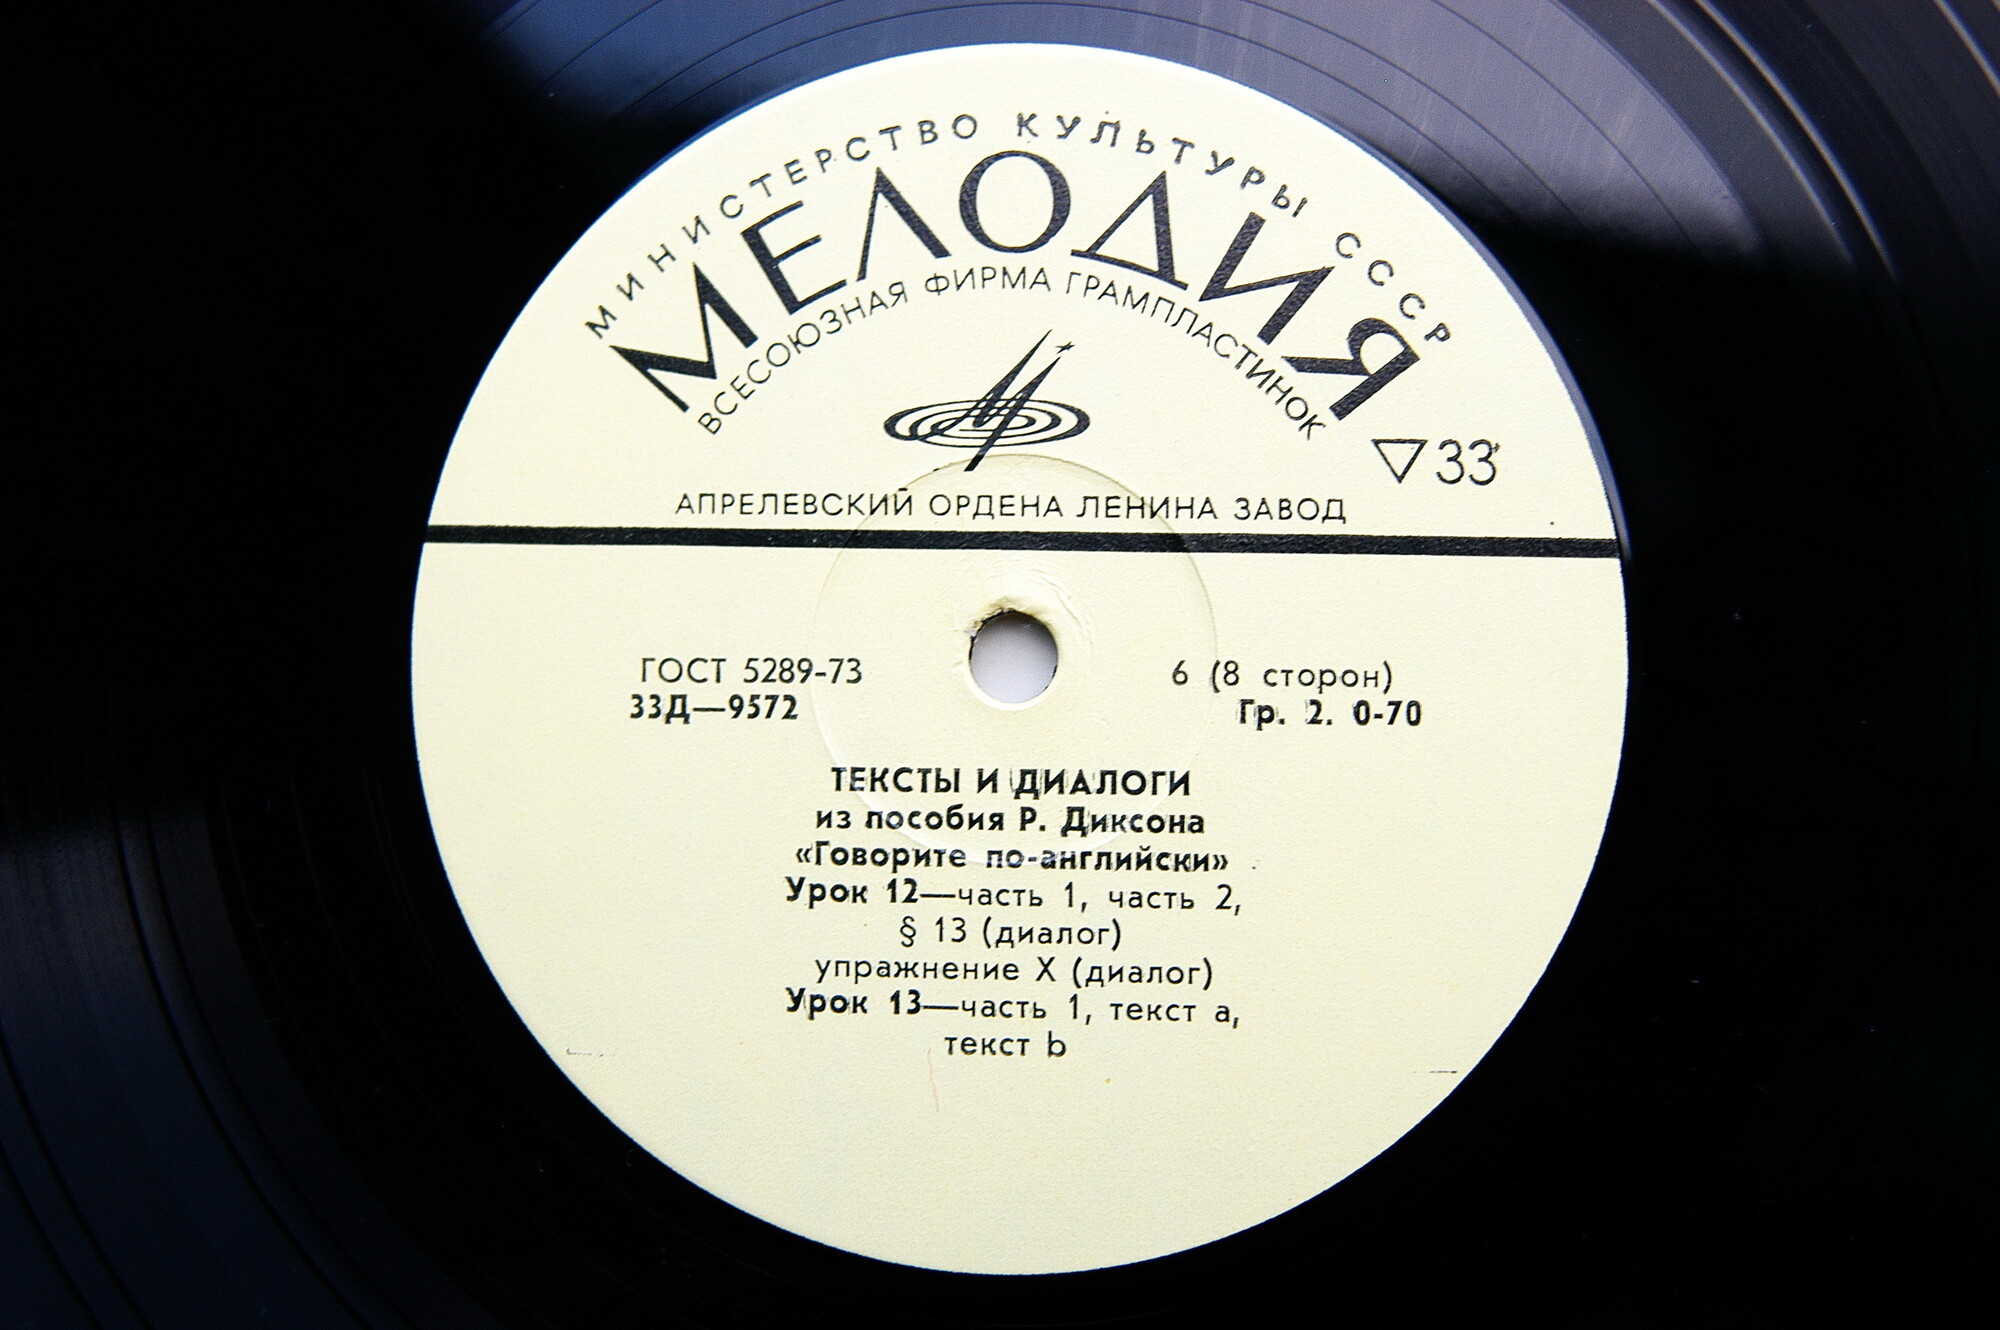 МИНИСТЕРСТВО КУЛЬТУРЫ СССР
МЕЛОДИЯ
ВСЕСОЮЗНАЯ ФИРМА ГРАМПЛАСТИНОК
▽33
АПРЕЛЕВСКИЙ ОРДЕНА ЛЕНИНА ЗАВОД
ГОСТ 5289-73 6 (8 сторон)
33Д—9572 Гр. 2. 0-70
ТЕКСТЫ И ДИАЛОГИ
из пособия Р. Диксона
«Говорите по-английски»
Урок 12—часть 1, часть 2,
§ 13 (диалог)
упражнение X (диалог)
Урок 13—часть 1, текст a,
текст b